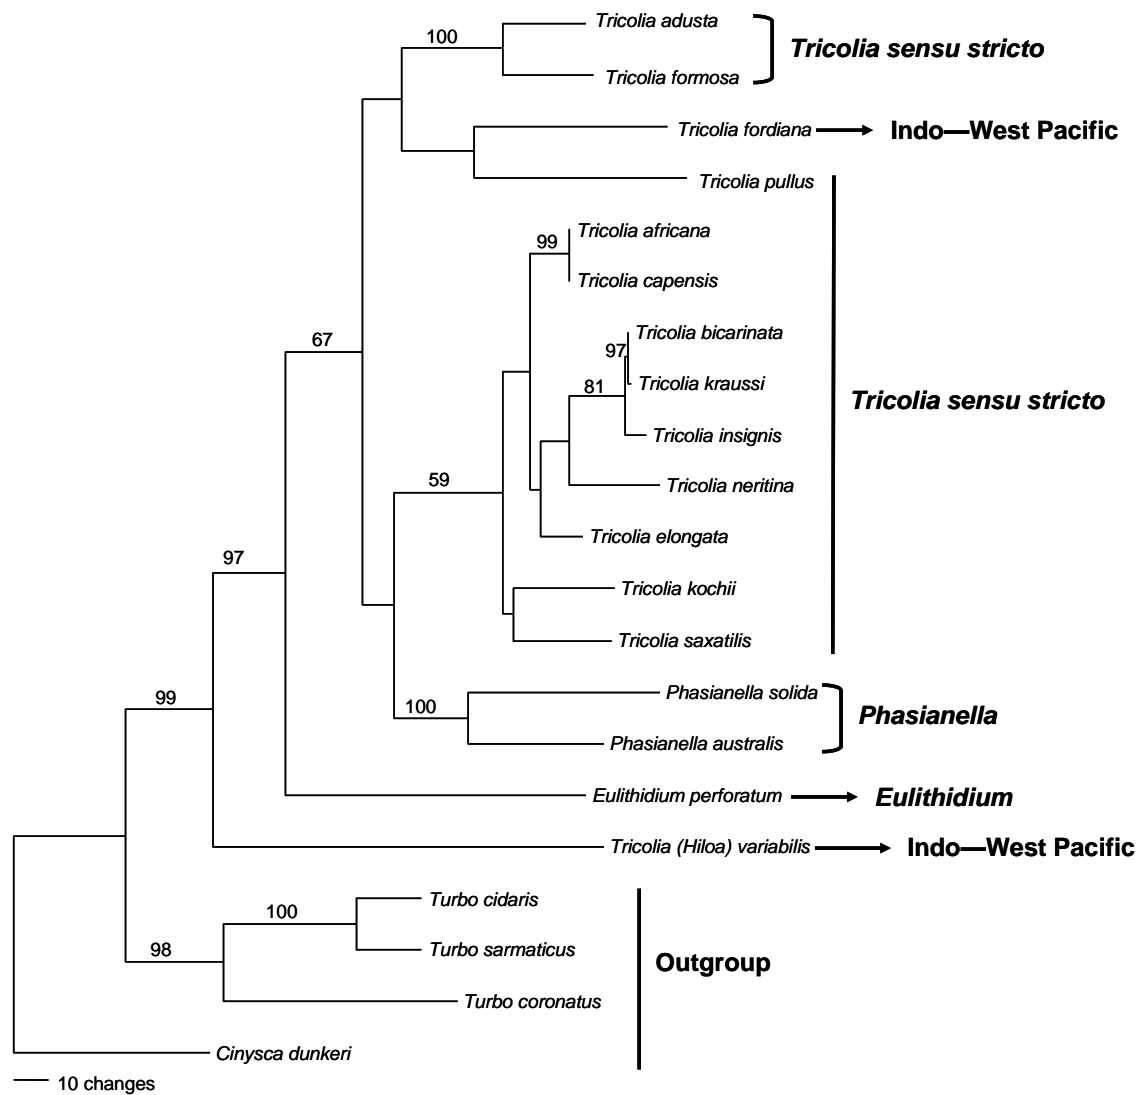 Tricolia adusta
100
Tricolia sensu stricto
Tricolia formosa
Tricolia fordiana
Indo—West Pacific
Tricolia pullus
Tricolia africana
99
Tricolia capensis
Tricolia bicarinata
67
97
Tricolia kraussi
81
Tricolia sensu stricto
Tricolia insignis
59
Tricolia neritina
Tricolia elongata
97
Tricolia kochii
Tricolia saxatilis
99
Phasianella solida
100
Phasianella
Phasianella australis
Eulithidium perforatum
Eulithidium
Tricolia (Hiloa) variabilis
Indo—West Pacific
Turbo cidaris
100
98
Turbo sarmaticus
Outgroup
Turbo coronatus
Cinysca dunkeri
10 changes